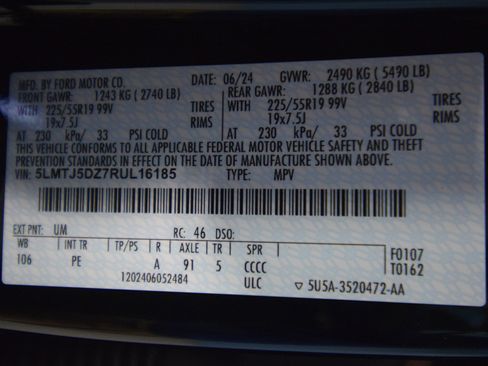 MFD. BY FORD MOTOR CO.
DATE: 06/24 GVWR: 2490 KG ( 5490 LB)
FRONT GAWR: 1243 KG ( 2740 LB) REAR GAWR: 1288 KG ( 2840 LB)
WITH 225/55R19 99V TIRES 225/55R19 99V TIRES
19x7.5J RIMS 19x7.5J RIMS
AT 230 kPa/ 33 PSI COLD AT 230 kPa/ 33 PSI COLD
THIS VEHICLE CONFORMS TO ALL APPLICABLE FEDERAL MOTOR VEHICLE SAFETY AND THEFT
PREVENTION STANDARDS IN EFFECT ON THE DATE OF MANUFACTURE SHOWN ABOVE.
VIN: 5LMTJ5DZ7RUL16185 TYPE: MPV
EXT PNT: UM RC: 46 DSO:
WB INT TR TP/PS R AXLE TR SPR F0107
106 PE A 91 5 CCCC T0162
1202406052484 ULC ▽ 5U5A-3520472-AA